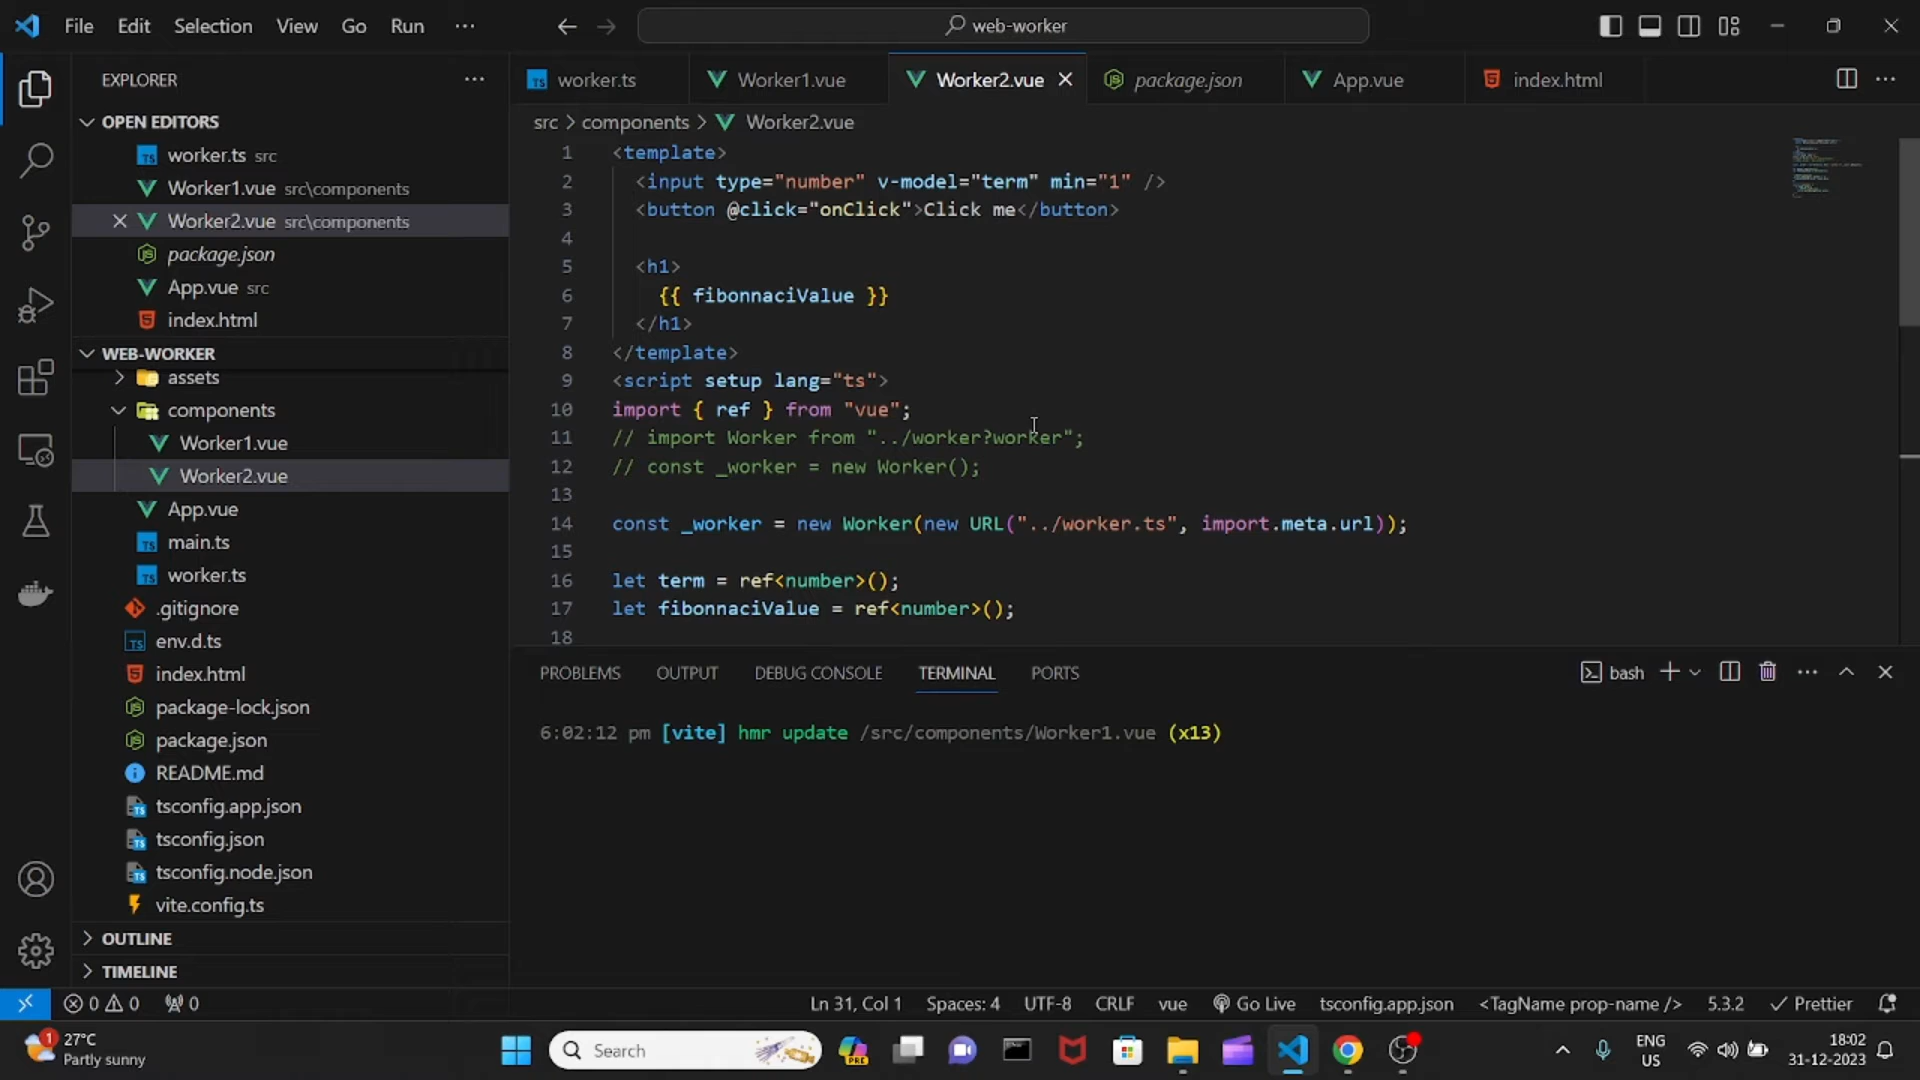 File Edit Selection View Go Run ···
web-worker
EXPLORER ···
OPEN EDITORS
worker.ts src
Worker1.vue src\components
Worker2.vue src\components
package.json
App.vue src
index.html
WEB-WORKER
assets
components
Worker1.vue
Worker2.vue
App.vue
main.ts
worker.ts
.gitignore
env.d.ts
index.html
package-lock.json
package.json
README.md
tsconfig.app.json
tsconfig.json
tsconfig.node.json
vite.config.ts
OUTLINE
TIMELINE
worker.ts Worker1.vue Worker2.vue package.json App.vue index.html
src > components > Worker2.vue
1 <template>
2 <input type="number" v-model="term" min="1" />
3 <button @click="onClick">Click me</button>
4
5 <h1>
6 {{ fibonnaciValue }}
7 </h1>
8 </template>
9 <script setup lang="ts">
10 import { ref } from "vue";
11 // import Worker from "../worker?worker";
12 // const _worker = new Worker();
13
14 const _worker = new Worker(new URL("../worker.ts", import.meta.url));
15
16 let term = ref<number>();
17 let fibonnaciValue = ref<number>();
18
PROBLEMS OUTPUT DEBUG CONSOLE TERMINAL PORTS
bash
6:02:12 pm [vite] hmr update /src/components/Worker1.vue (x13)
0 0 0
Ln 31, Col 1 Spaces: 4 UTF-8 CRLF vue Go Live tsconfig.app.json <TagName prop-name /> 5.3.2 Prettier
1
27°C
Partly sunny
Search
PRE
ENG
US
18:02
31-12-2023